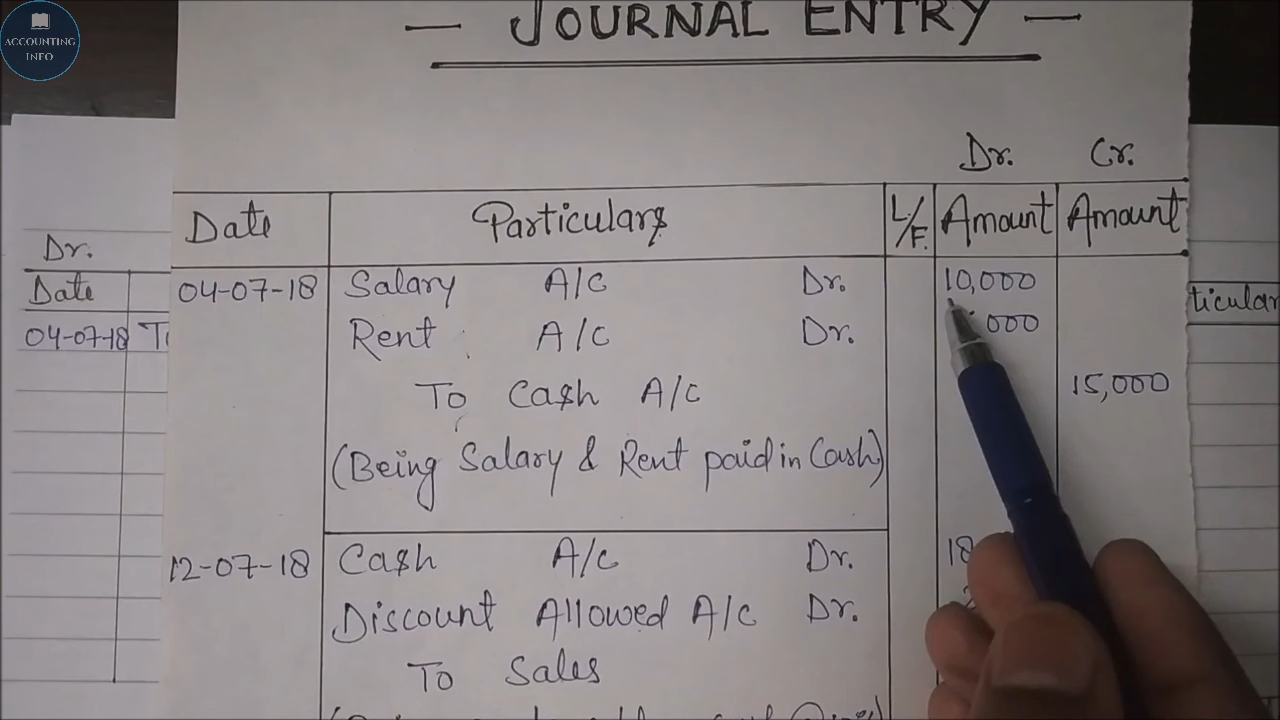 ACCOUNTING
INFO
— JOURNAL ENTRY —
Dr. Cr.
Date Particulars L/F. Amount Amount
04-07-18 Salary A/c Dr. 10,000
Rent A/c Dr. 000
To Cash A/c 15,000
(Being Salary & Rent paid in Cash)
12-07-18 Cash A/c Dr. 18
Discount Allowed A/c Dr.
To Sales
Dr.
Date
04-07-18
ticular